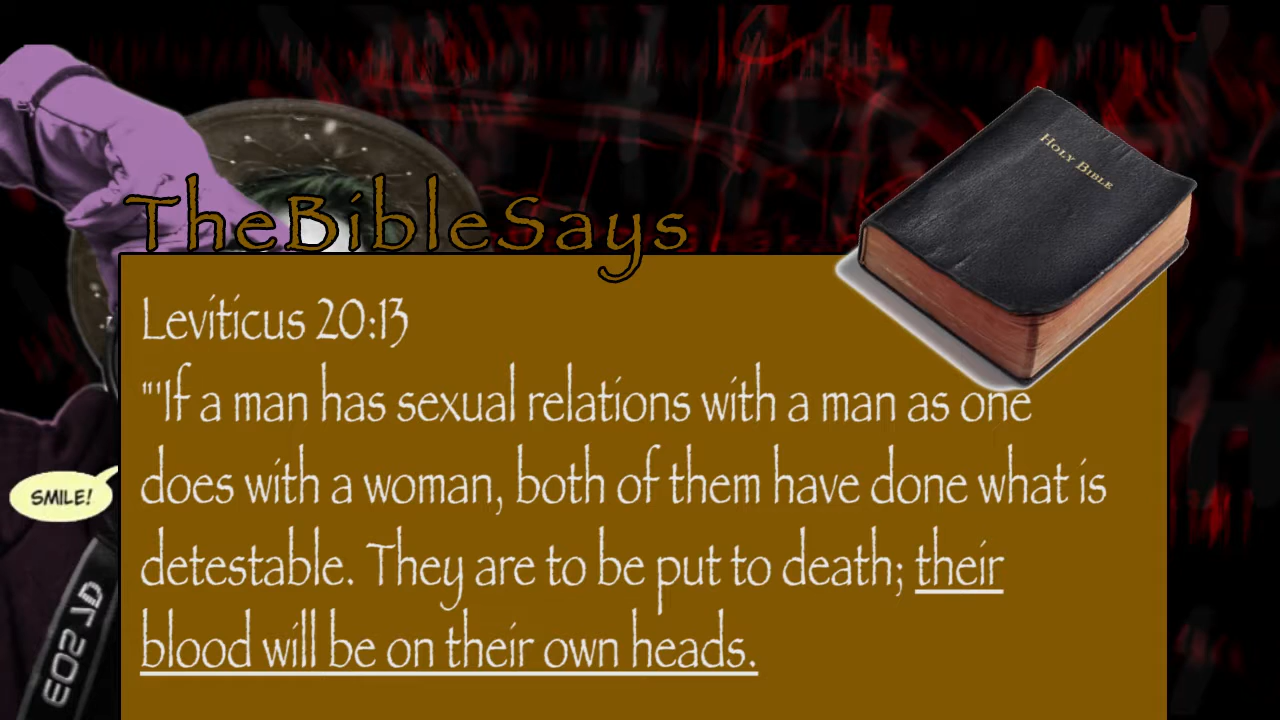 HOLY BIBLE
TheBibleSays
Leviticus 20:13
"'If a man has sexual relations with a man as one
does with a woman, both of them have done what is
detestable. They are to be put to death; their
blood will be on their own heads.
SMILE!
EOS